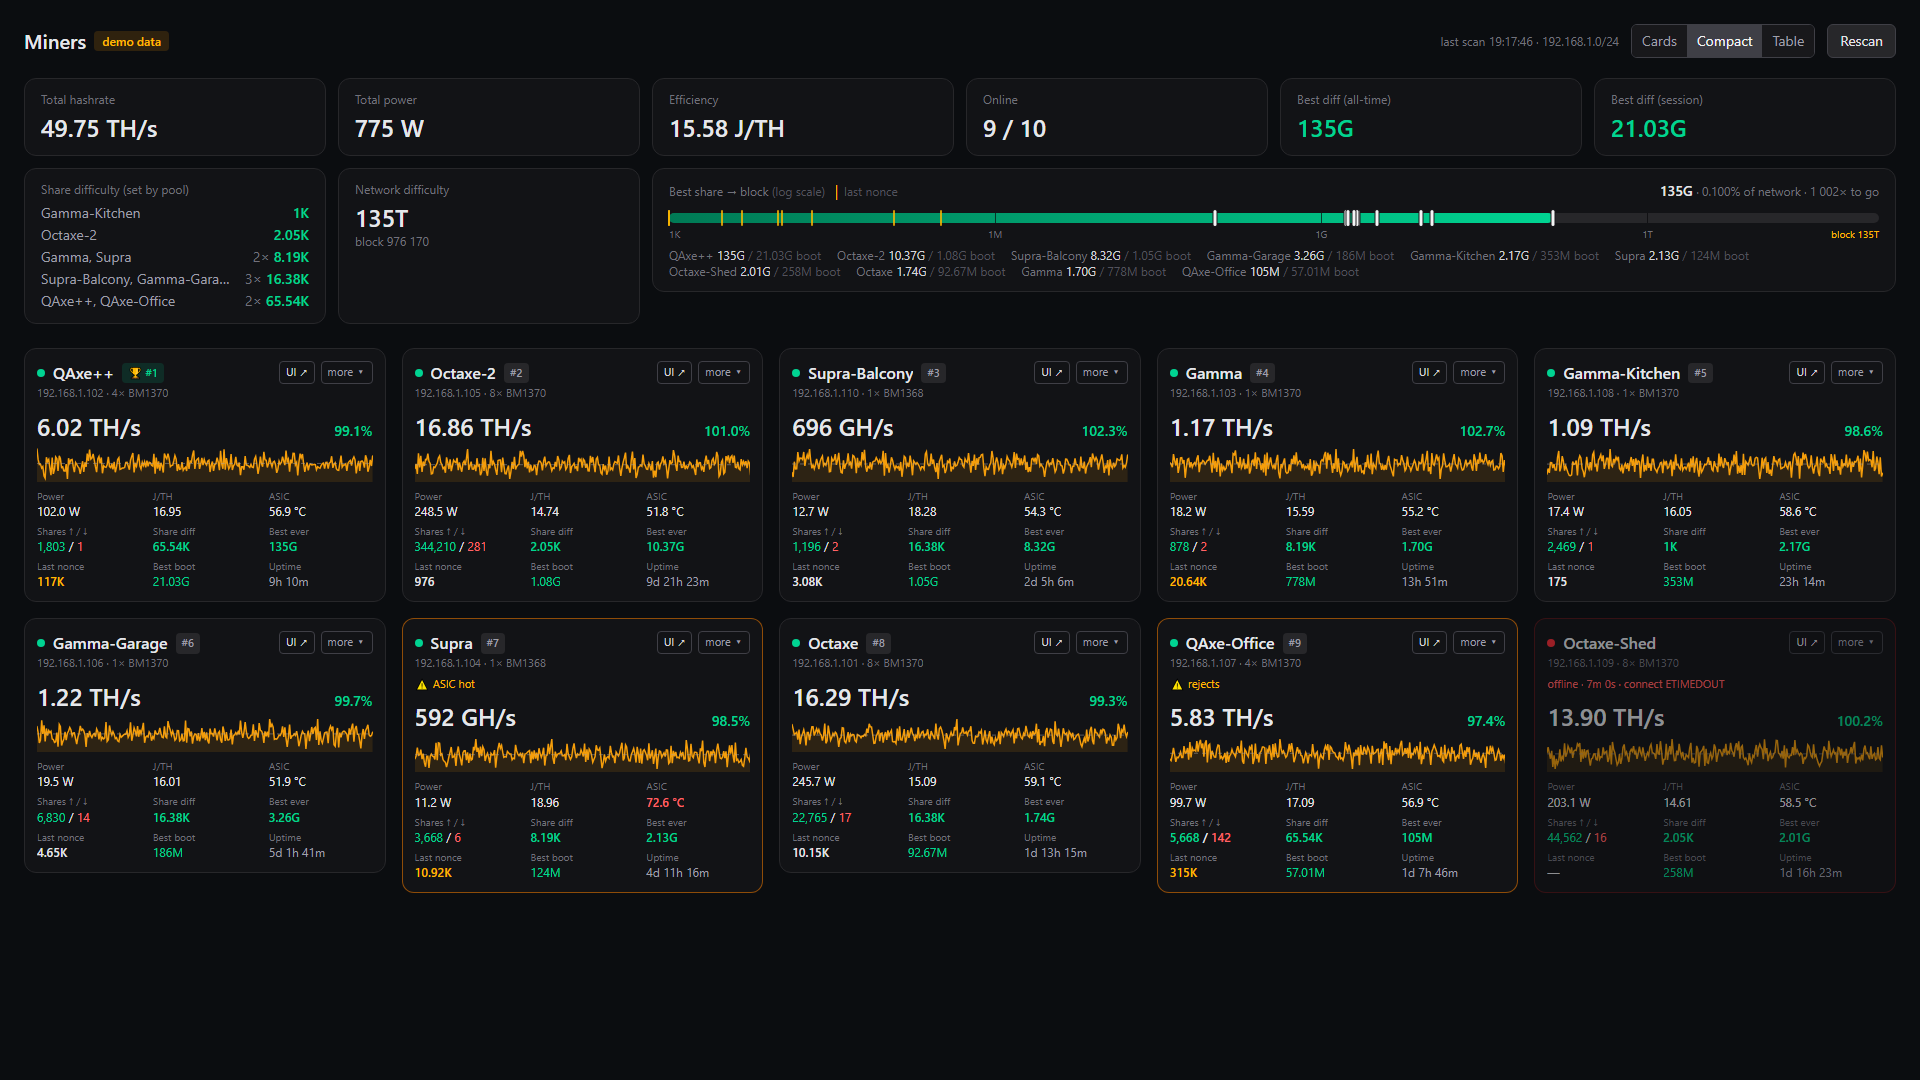 Miners demo data
last scan 19:17:46 · 192.168.1.0/24 Cards Compact Table Rescan
Total hashrate
49.75 TH/s
Total power
775 W
Efficiency
15.58 J/TH
Online
9 / 10
Best diff (all-time)
135G
Best diff (session)
21.03G
Share difficulty (set by pool)
Gamma-Kitchen 1K
Octaxe-2 2.05K
Gamma, Supra 2× 8.19K
Supra-Balcony, Gamma-Gara... 3× 16.38K
QAxe++, QAxe-Office 2× 65.54K
Network difficulty
135T
block 976 170
Best share → block (log scale) | last nonce 135G · 0.100% of network · 1 002× to go
1K 1M 1G 1T block 135T
QAxe++ 135G / 21.03G boot Octaxe-2 10.37G / 1.08G boot Supra-Balcony 8.32G / 1.05G boot Gamma-Garage 3.26G / 186M boot Gamma-Kitchen 2.17G / 353M boot Supra 2.13G / 124M boot
Octaxe-Shed 2.01G / 258M boot Octaxe 1.74G / 92.67M boot Gamma 1.70G / 778M boot QAxe-Office 105M / 57.01M boot
QAxe++ 🏆 #1 UI ↗ more ▾
192.168.1.102 · 4× BM1370
6.02 TH/s 99.1%
Power J/TH ASIC
102.0 W 16.95 56.9 °C
Shares ↑ / ↓ Share diff Best ever
1,803 / 1 65.54K 135G
Last nonce Best boot Uptime
117K 21.03G 9h 10m
Octaxe-2 #2 UI ↗ more ▾
192.168.1.105 · 8× BM1370
16.86 TH/s 101.0%
Power J/TH ASIC
248.5 W 14.74 51.8 °C
Shares ↑ / ↓ Share diff Best ever
344,210 / 281 2.05K 10.37G
Last nonce Best boot Uptime
976 1.08G 9d 21h 23m
Supra-Balcony #3 UI ↗ more ▾
192.168.1.110 · 1× BM1368
696 GH/s 102.3%
Power J/TH ASIC
12.7 W 18.28 54.3 °C
Shares ↑ / ↓ Share diff Best ever
1,196 / 2 16.38K 8.32G
Last nonce Best boot Uptime
3.08K 1.05G 2d 5h 6m
Gamma #4 UI ↗ more ▾
192.168.1.103 · 1× BM1370
1.17 TH/s 102.7%
Power J/TH ASIC
18.2 W 15.59 55.2 °C
Shares ↑ / ↓ Share diff Best ever
878 / 2 8.19K 1.70G
Last nonce Best boot Uptime
20.64K 778M 13h 51m
Gamma-Kitchen #5 UI ↗ more ▾
192.168.1.108 · 1× BM1370
1.09 TH/s 98.6%
Power J/TH ASIC
17.4 W 16.05 58.6 °C
Shares ↑ / ↓ Share diff Best ever
2,469 / 1 1K 2.17G
Last nonce Best boot Uptime
175 353M 23h 14m
Gamma-Garage #6 UI ↗ more ▾
192.168.1.106 · 1× BM1370
1.22 TH/s 99.7%
Power J/TH ASIC
19.5 W 16.01 51.9 °C
Shares ↑ / ↓ Share diff Best ever
6,830 / 14 16.38K 3.26G
Last nonce Best boot Uptime
4.65K 186M 5d 1h 41m
Supra #7 UI ↗ more ▾
192.168.1.104 · 1× BM1368
⚠ ASIC hot
592 GH/s 98.5%
Power J/TH ASIC
11.2 W 18.96 72.6 °C
Shares ↑ / ↓ Share diff Best ever
3,668 / 6 8.19K 2.13G
Last nonce Best boot Uptime
10.92K 124M 4d 11h 16m
Octaxe #8 UI ↗ more ▾
192.168.1.101 · 8× BM1370
16.29 TH/s 99.3%
Power J/TH ASIC
245.7 W 15.09 59.1 °C
Shares ↑ / ↓ Share diff Best ever
22,765 / 17 16.38K 1.74G
Last nonce Best boot Uptime
10.15K 92.67M 1d 13h 15m
QAxe-Office #9 UI ↗ more ▾
192.168.1.107 · 4× BM1370
⚠ rejects
5.83 TH/s 97.4%
Power J/TH ASIC
99.7 W 17.09 56.9 °C
Shares ↑ / ↓ Share diff Best ever
5,668 / 142 65.54K 105M
Last nonce Best boot Uptime
315K 57.01M 1d 7h 46m
Octaxe-Shed UI ↗ more ▾
192.168.1.109 · 8× BM1370
offline · 7m 0s · connect ETIMEDOUT
13.90 TH/s 100.2%
Power J/TH ASIC
203.1 W 14.61 58.5 °C
Shares ↑ / ↓ Share diff Best ever
44,562 / 16 2.05K 2.01G
Last nonce Best boot Uptime
— 258M 1d 16h 23m